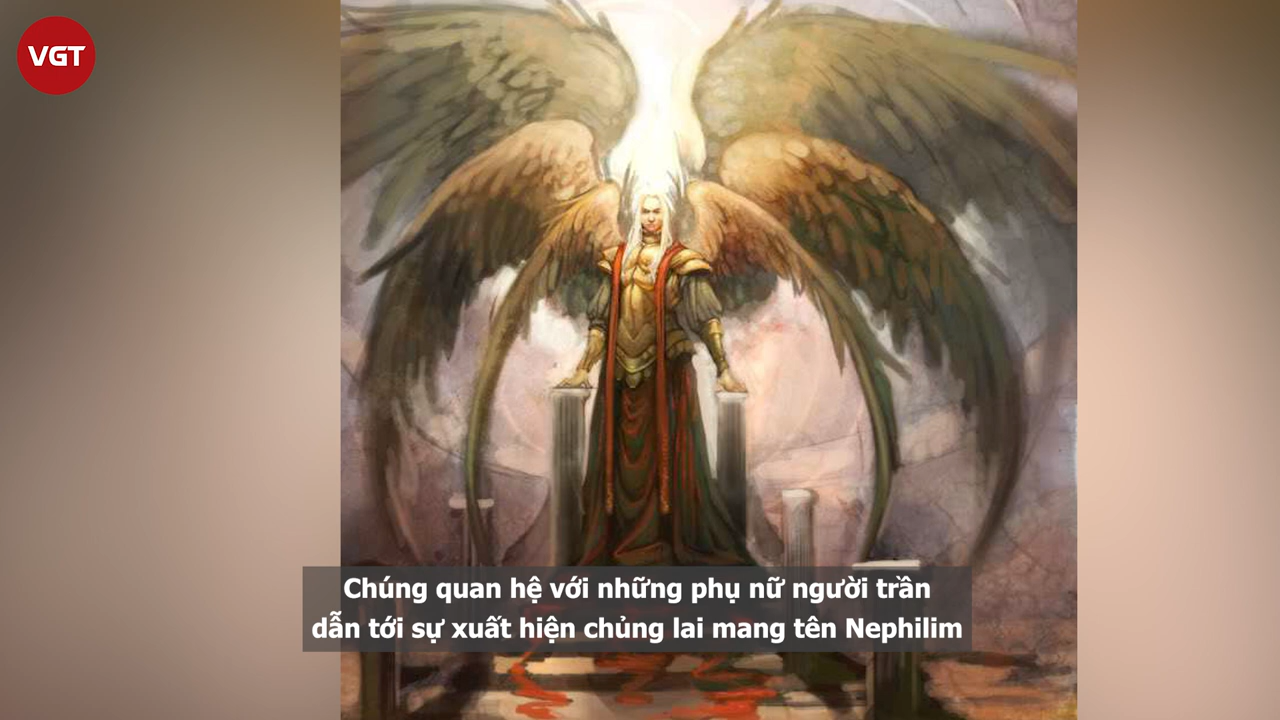 VGT
Chúng quan hệ với những phụ nữ người trần
dẫn tới sự xuất hiện chủng lai mang tên Nephilim